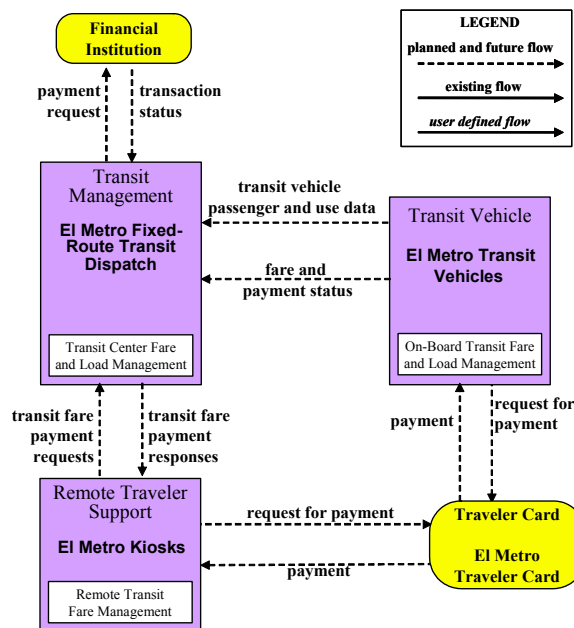 Financial
Institution
LEGEND
planned and future flow
existing flow
user defined flow
payment
request
transaction
status
Transit
Management
El Metro Fixed-
Route Transit
Dispatch
Transit Center Fare
and Load Management
transit vehicle
passenger and use data
fare and
payment status
Transit Vehicle
El Metro Transit
Vehicles
On-Board Transit Fare
and Load Management
transit fare
payment
requests
transit fare
payment
responses
payment
request for
payment
Remote Traveler
Support
El Metro Kiosks
Remote Transit
Fare Management
request for payment
payment
Traveler Card
El Metro
Traveler Card